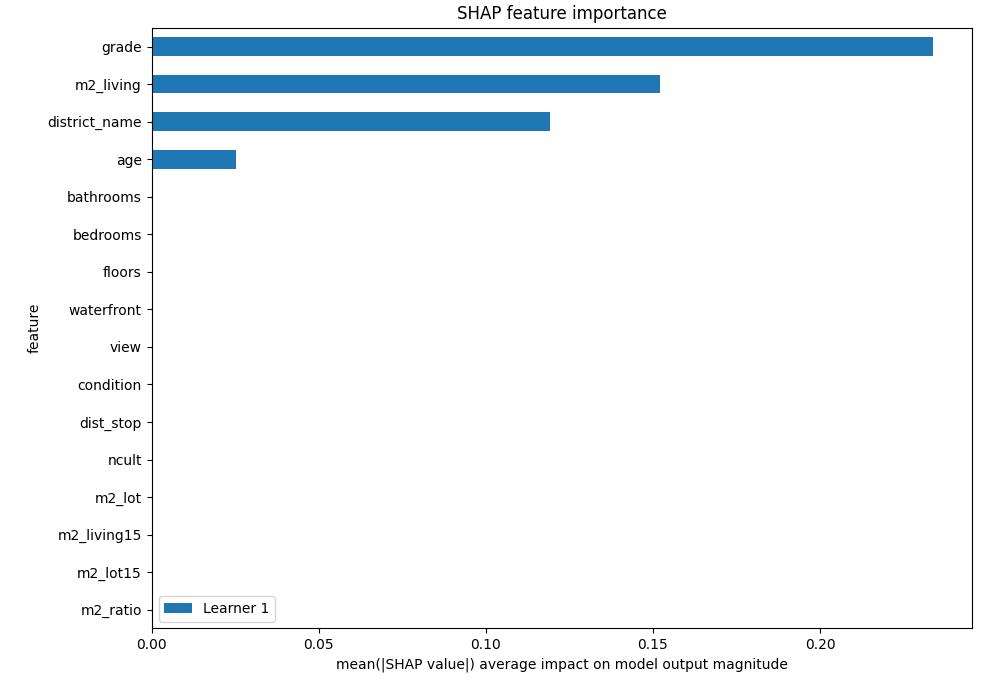 SHAP feature importance
grade
m2_living
district_name
age
bathrooms
bedrooms
floors
waterfront
view
condition
dist_stop
ncult
m2_lot
m2_living15
m2_lot15
m2_ratio
feature
Learner 1
0.00 0.05 0.10 0.15 0.20
mean(|SHAP value|) average impact on model output magnitude